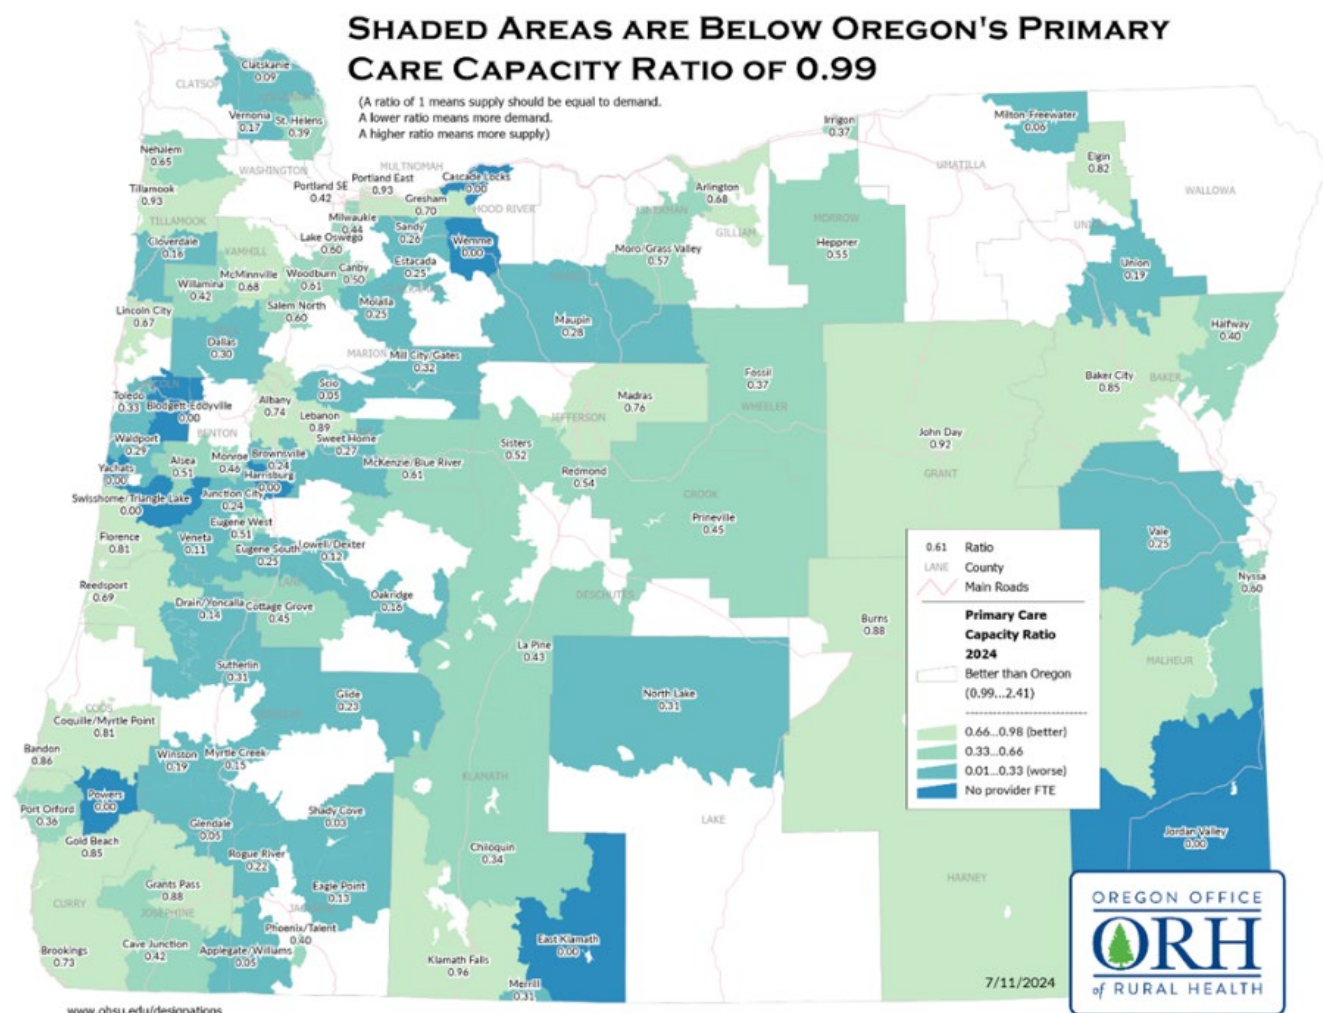 SHADED AREAS ARE BELOW OREGON'S PRIMARY
CARE CAPACITY RATIO OF 0.99
(A ratio of 1 means supply should be equal to demand.
A lower ratio means more demand.
A higher ratio means more supply)
Clatskanie
0.09
CLATSOP
Vernonia
0.17
St. Helens
0.39
Nehalem
0.65
WASHINGTON
MULTNOMAH
Portland SE
0.42
Portland East
0.93
Cascade Locks
0.00
Irrigon
0.37
Milton-Freewater
0.06
UMATILLA
Elgin
0.82
WALLOWA
Tillamook
0.93
TILLAMOOK
Gresham
0.70
HOOD RIVER
Arlington
0.68
GILLIAM
MORROW
Heppner
0.55
Milwaukie
0.44
Sandy
0.26
Wemme
0.00
Lake Oswego
0.60
Cloverdale
0.16
YAMHILL
Moro/Grass Valley
0.57
Union
0.19
McMinnville
0.68
Woodburn
0.61
Canby
0.50
Estacada
0.25
Willamina
0.42
Molalla
0.25
Salem North
0.60
Lincoln City
0.67
Maupin
0.28
Halfway
0.40
Dallas
0.30
MARION
Mill City/Gates
0.32
Fossil
0.37
WHEELER
Baker City
0.85
BAKER
Toledo
0.33
Blodgett-Eddyville
0.00
Scio
0.05
Albany
0.74
Lebanon
0.89
Madras
0.76
JEFFERSON
BENTON
Waldport
0.29
Sweet Home
0.27
Sisters
0.52
John Day
0.92
GRANT
Alsea
0.51
Monroe
0.46
Brownsville
0.24
McKenzie/Blue River
0.61
Redmond
0.54
Yachats
0.00
Harrisburg
0.00
CROOK
Swisshome/Triangle Lake
0.00
Junction City
0.24
Prineville
0.45
Eugene West
0.51
Florence
0.81
Veneta
0.11
Eugene South
0.25
Lowell/Dexter
0.12
Vale
0.25
Nyssa
0.60
Reedsport
0.69
LANE
Drain/Yoncalla
0.14
Cottage Grove
0.45
Oakridge
0.16
DESCHUTES
Burns
0.88
La Pine
0.43
MALHEUR
Sutherlin
0.31
Glide
0.23
North Lake
0.31
COOS
Coquille/Myrtle Point
0.81
Bandon
0.86
Winston
0.19
Myrtle Creek
0.15
KLAMATH
Powers
0.00
Port Orford
0.36
Shady Cove
0.03
LAKE
Glendale
0.05
Jordan Valley
0.00
Gold Beach
0.85
Rogue River
0.22
Chiloquin
0.34
Grants Pass
0.88
Eagle Point
0.13
HARNEY
CURRY
JOSEPHINE
Phoenix/Talent
0.40
East Klamath
0.00
Brookings
0.73
Cave Junction
0.42
Applegate/Williams
0.05
Klamath Falls
0.96
Merrill
0.31
0.61 Ratio
LANE County
Main Roads
Primary Care
Capacity Ratio
2024
Better than Oregon
(0.99...2.41)
0.66...0.98 (better)
0.33...0.66
0.01...0.33 (worse)
No provider FTE
7/11/2024
OREGON OFFICE
ORH
of RURAL HEALTH
www.ohsu.edu/designations